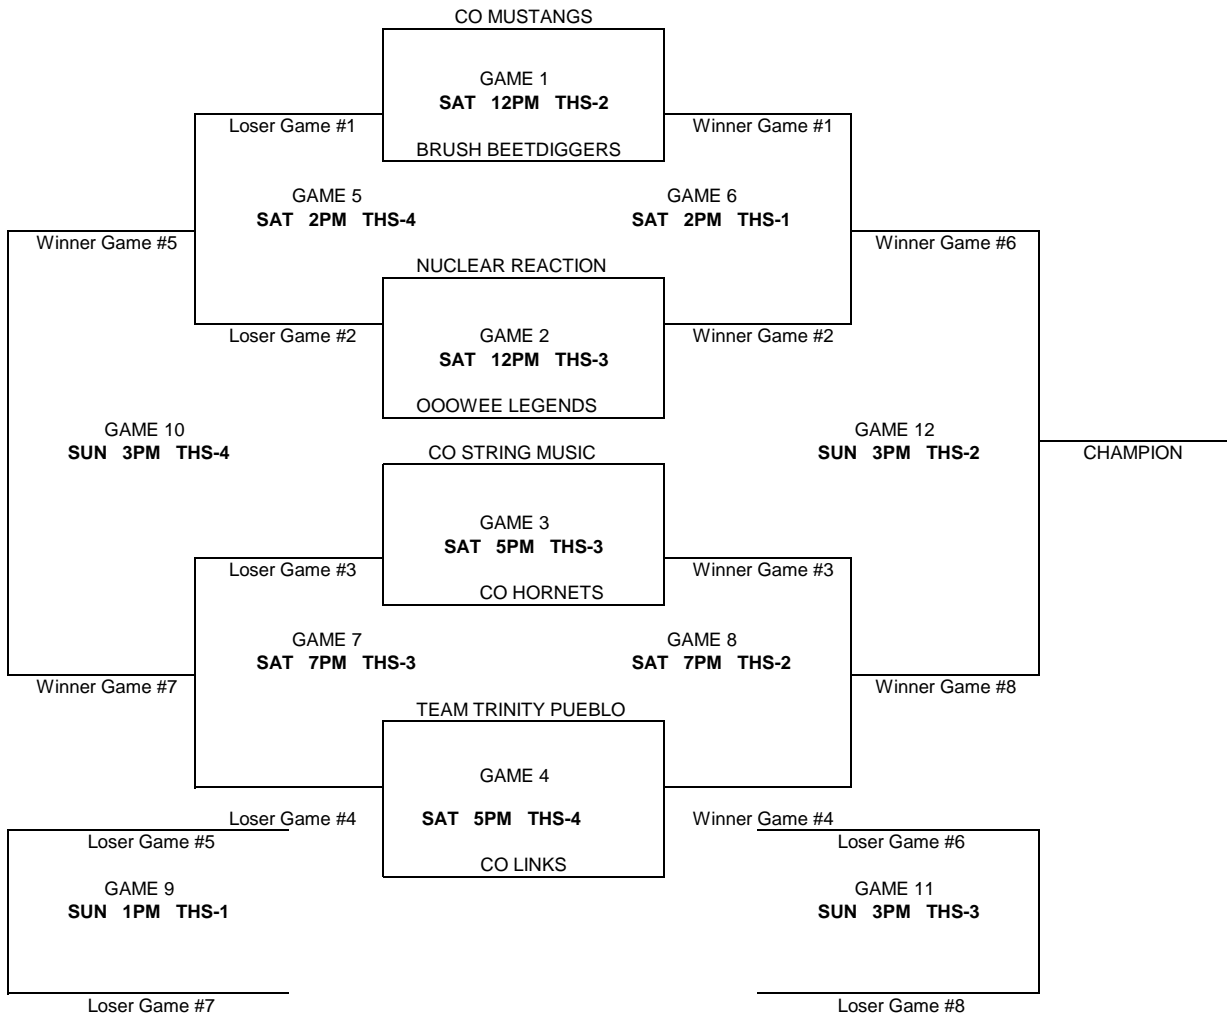 CO MUSTANGS
GAME 1
SAT 12PM THS-2
Loser Game #1
Winner Game #1
BRUSH BEETDIGGERS
GAME 5
SAT 2PM THS-4
GAME 6
SAT 2PM THS-1
Winner Game #5
Winner Game #6
NUCLEAR REACTION
Loser Game #2
GAME 2
SAT 12PM THS-3
Winner Game #2
OOOWEE LEGENDS
GAME 10
SUN 3PM THS-4
GAME 12
SUN 3PM THS-2
CO STRING MUSIC
CHAMPION
GAME 3
SAT 5PM THS-3
Loser Game #3
Winner Game #3
CO HORNETS
GAME 7
SAT 7PM THS-3
GAME 8
SAT 7PM THS-2
Winner Game #7
Winner Game #8
TEAM TRINITY PUEBLO
GAME 4
Loser Game #4
SAT 5PM THS-4
Winner Game #4
Loser Game #5
Loser Game #6
CO LINKS
GAME 9
SUN 1PM THS-1
GAME 11
SUN 3PM THS-3
Loser Game #7
Loser Game #8